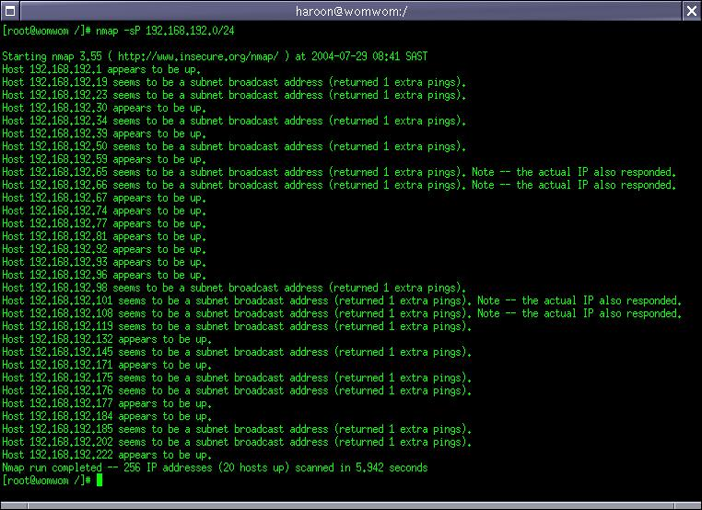 haroon@womwom:/
[root@womwom /]# nmap -sP 192.168.192.0/24
Starting nmap 3.55 ( http://www.insecure.org/nmap/ ) at 2004-07-29 08:41 SAST
Host 192.168.192.1 appears to be up.
Host 192.168.192.19 seems to be a subnet broadcast address (returned 1 extra pings).
Host 192.168.192.23 seems to be a subnet broadcast address (returned 1 extra pings).
Host 192.168.192.30 appears to be up.
Host 192.168.192.34 seems to be a subnet broadcast address (returned 1 extra pings).
Host 192.168.192.39 appears to be up.
Host 192.168.192.50 seems to be a subnet broadcast address (returned 1 extra pings).
Host 192.168.192.59 appears to be up.
Host 192.168.192.65 seems to be a subnet broadcast address (returned 1 extra pings). Note -- the actual IP also responded.
Host 192.168.192.66 seems to be a subnet broadcast address (returned 1 extra pings). Note -- the actual IP also responded.
Host 192.168.192.67 appears to be up.
Host 192.168.192.74 appears to be up.
Host 192.168.192.77 appears to be up.
Host 192.168.192.81 appears to be up.
Host 192.168.192.92 appears to be up.
Host 192.168.192.93 appears to be up.
Host 192.168.192.96 appears to be up.
Host 192.168.192.98 seems to be a subnet broadcast address (returned 1 extra pings).
Host 192.168.192.101 seems to be a subnet broadcast address (returned 1 extra pings). Note -- the actual IP also responded.
Host 192.168.192.108 seems to be a subnet broadcast address (returned 1 extra pings). Note -- the actual IP also responded.
Host 192.168.192.119 seems to be a subnet broadcast address (returned 1 extra pings).
Host 192.168.192.132 appears to be up.
Host 192.168.192.145 seems to be a subnet broadcast address (returned 1 extra pings).
Host 192.168.192.171 appears to be up.
Host 192.168.192.175 seems to be a subnet broadcast address (returned 1 extra pings).
Host 192.168.192.176 seems to be a subnet broadcast address (returned 1 extra pings).
Host 192.168.192.177 appears to be up.
Host 192.168.192.184 appears to be up.
Host 192.168.192.185 seems to be a subnet broadcast address (returned 1 extra pings).
Host 192.168.192.202 seems to be a subnet broadcast address (returned 1 extra pings).
Host 192.168.192.222 appears to be up.
Nmap run completed -- 256 IP addresses (20 hosts up) scanned in 5.942 seconds
[root@womwom /]#